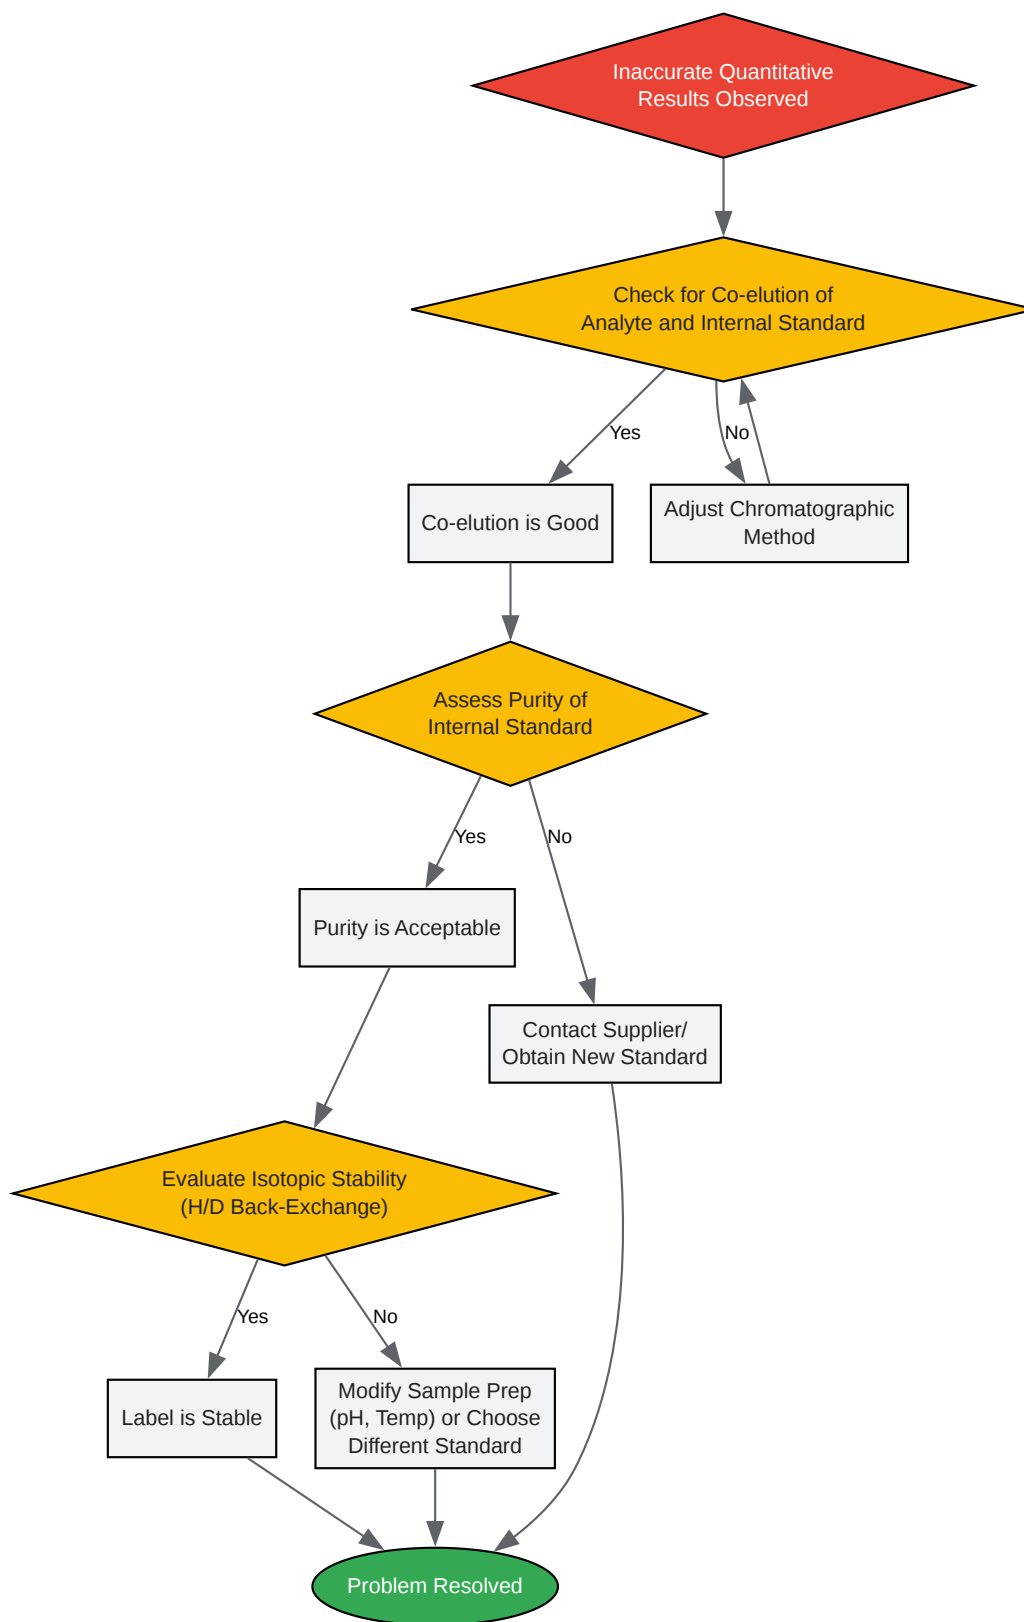 Inaccurate Quantitative
Results Observed
Check for Co-elution of
Analyte and Internal Standard
Yes
No
Co-elution is Good
Adjust Chromatographic
Method
Assess Purity of
Internal Standard
Yes
No
Purity is Acceptable
Contact Supplier/
Obtain New Standard
Evaluate Isotopic Stability
(H/D Back-Exchange)
Yes
No
Label is Stable
Modify Sample Prep
(pH, Temp) or Choose
Different Standard
Problem Resolved